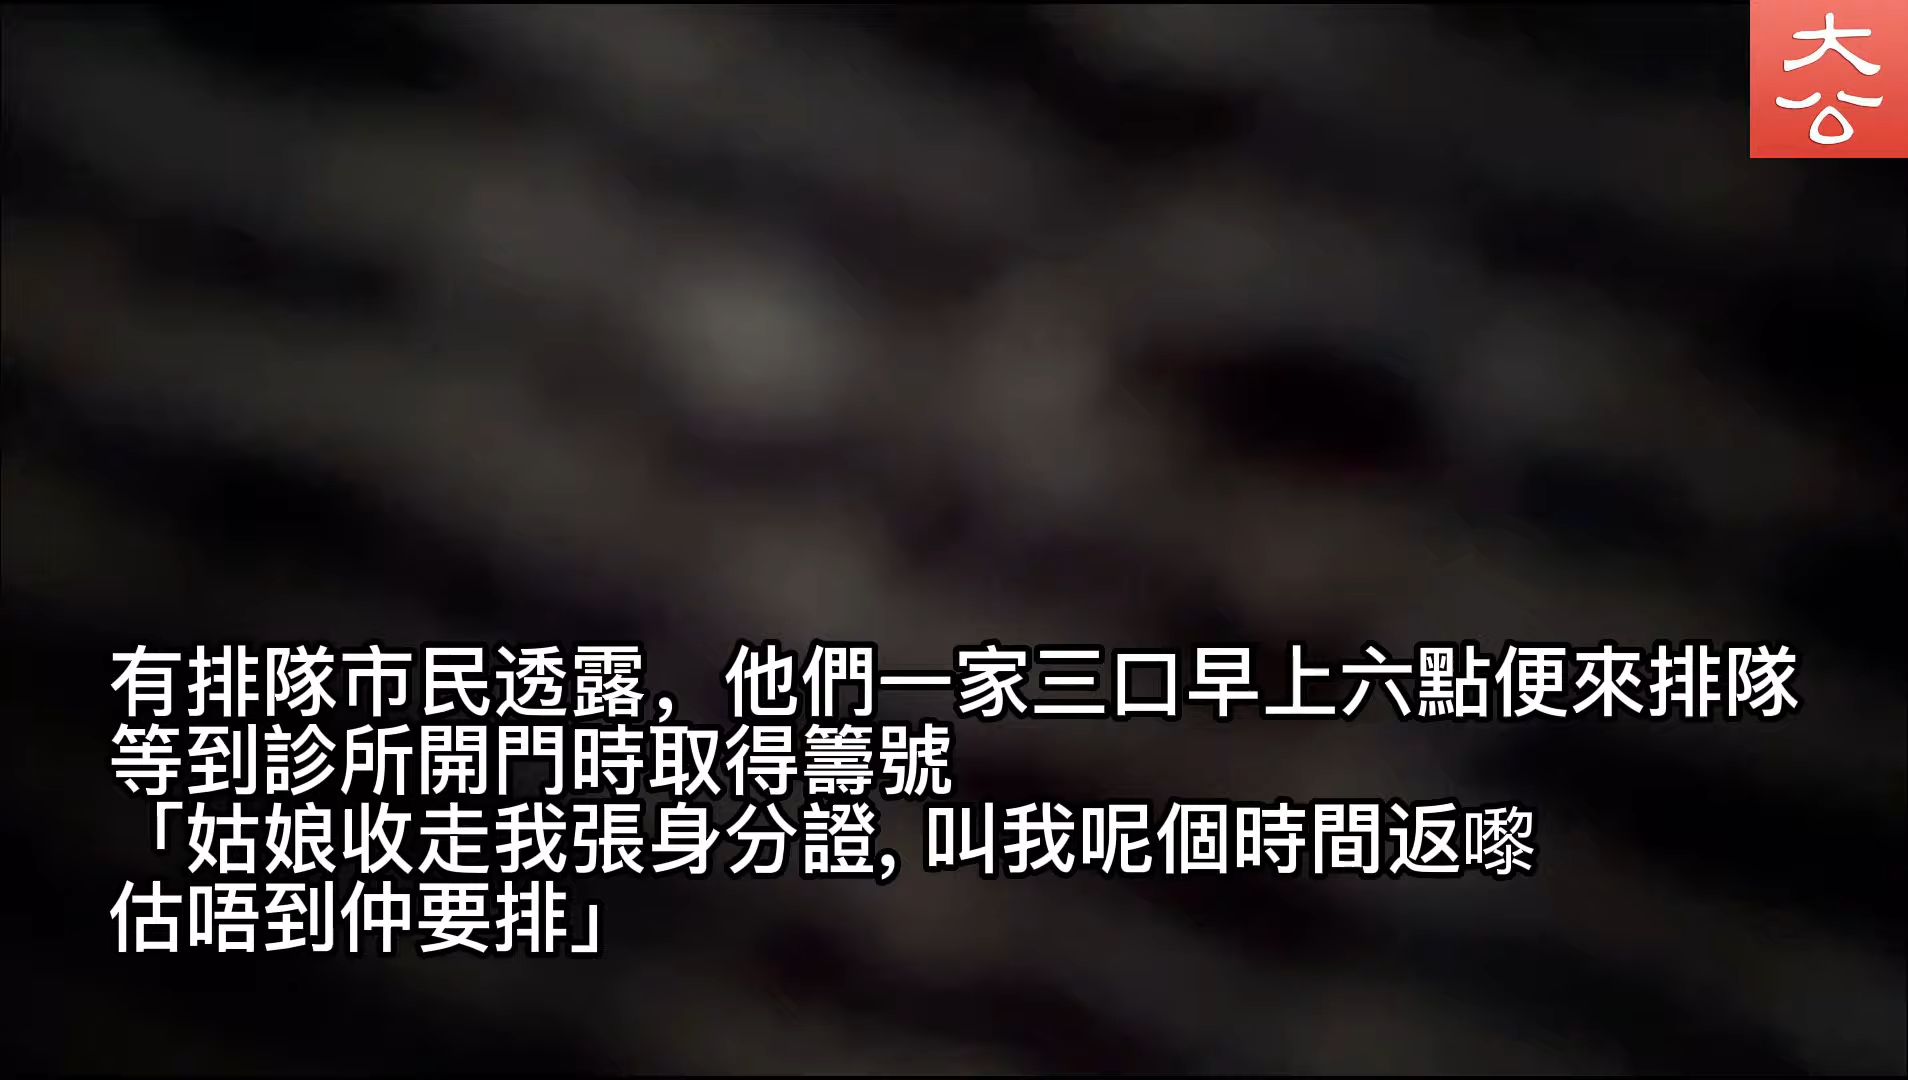 大
公
有排隊市民透露，他們一家三口早上六點便來排隊
等到診所開門時取得籌號
「姑娘收走我張身分證, 叫我呢個時間返嚟
估唔到仲要排」